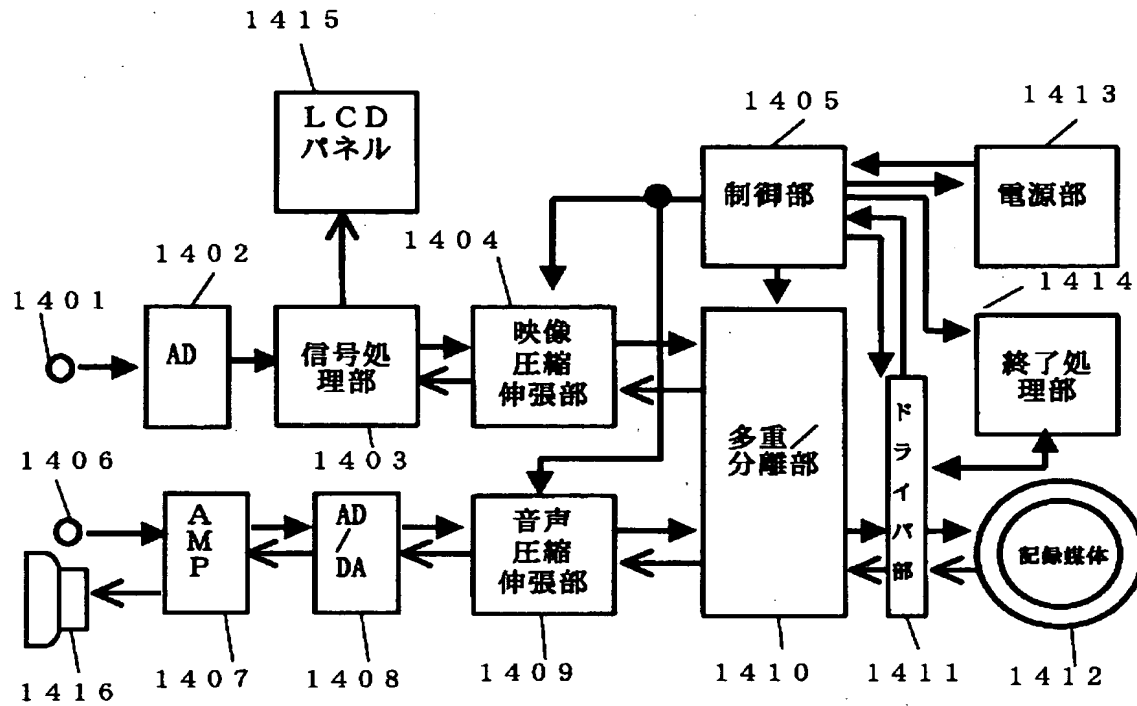 １４１５
ＬＣＤ
パネル
１４０５
制御部
１４１３
電源部
１４０２
１４０４
１４０１
AD
信号処
理部
映像
圧縮
伸張部
１４１４
終了処
理部
１４０６
１４０３
多重／
分離部
ドライバ部
ＡＭＰ
AD
／
DA
音声
圧縮
伸張部
記録媒体
１４１６
１４０７
１４０８
１４０９
１４１０
１４１１
１４１２